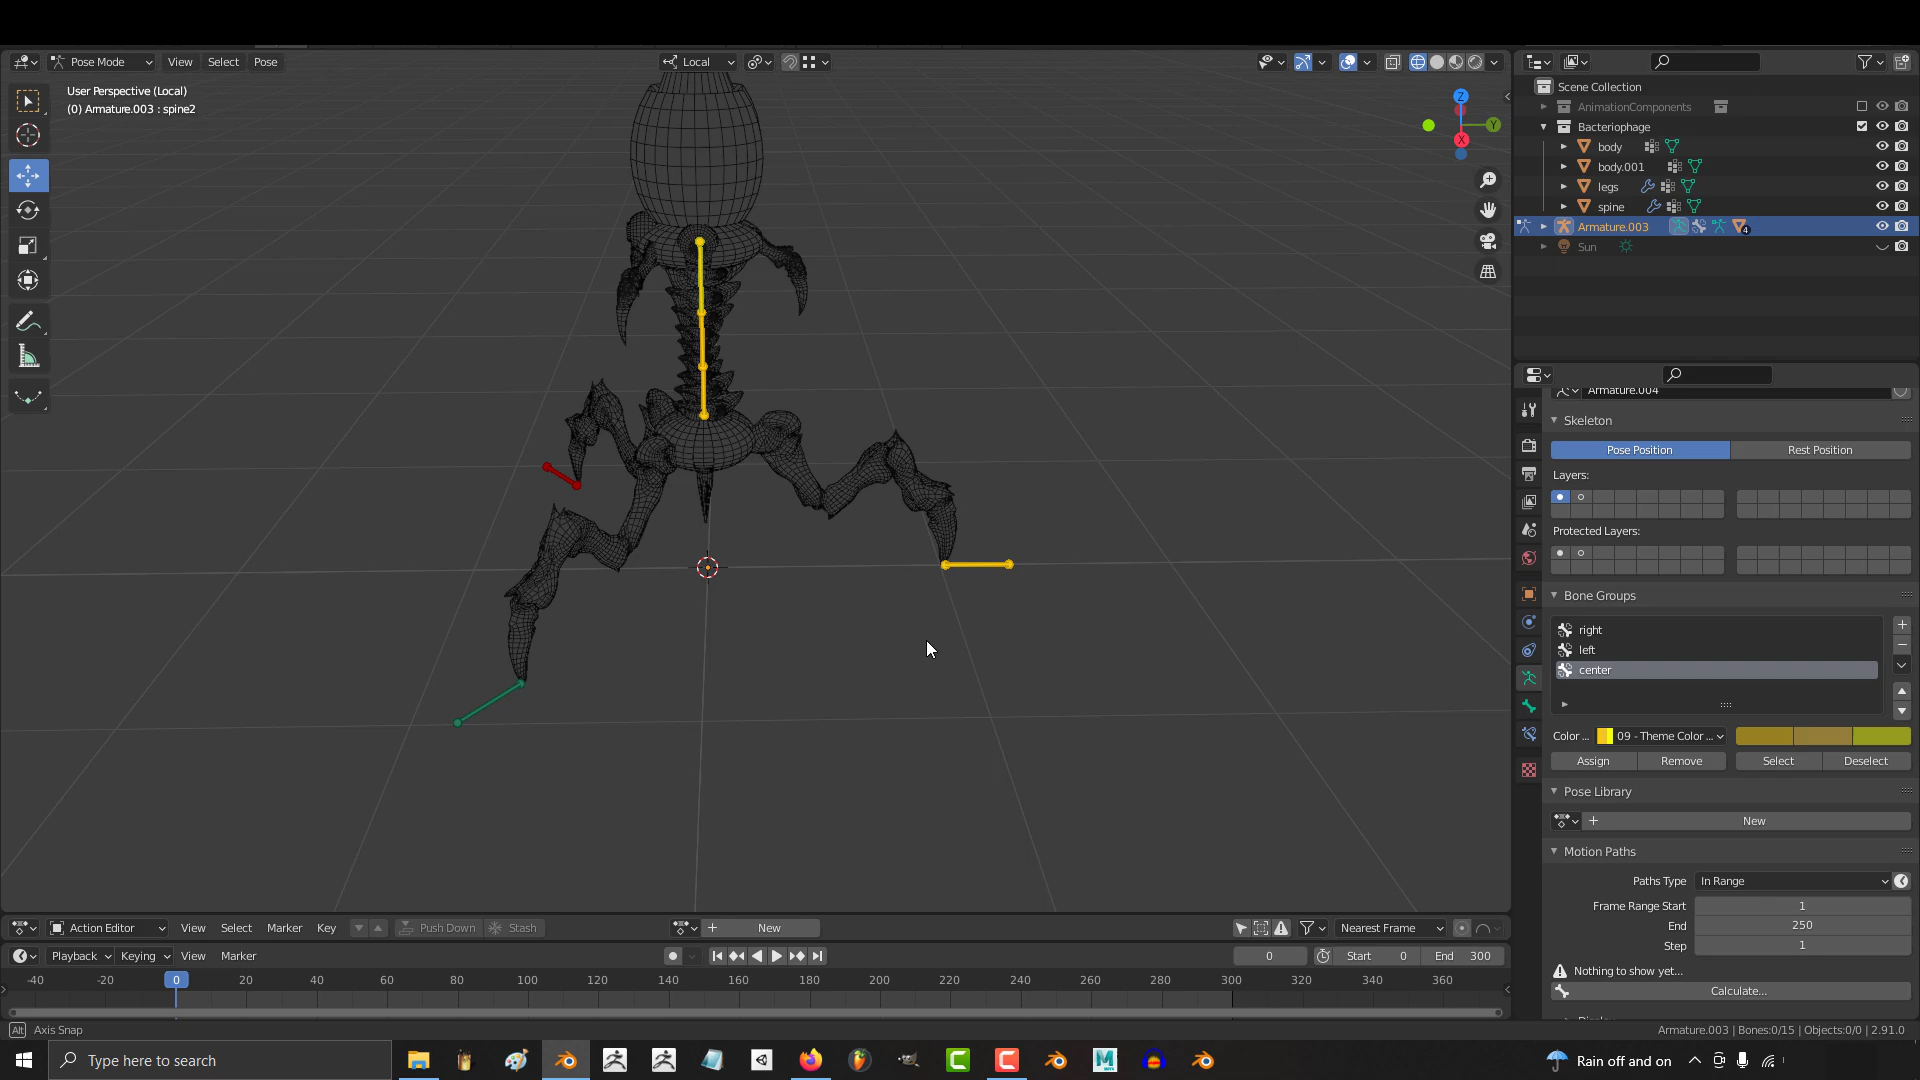 Pose Mode View Select Pose Local
User Perspective (Local)
(0) Armature.003 : spine2
Z
Y
X
Scene Collection
AnimationComponents
Bacteriophage
body
body.001
legs
spine
Armature.003 4
Sun
Armature.004
Skeleton
Pose Position Rest Position
Layers:
Protected Layers:
Bone Groups
right
left
center
Color ... 09 - Theme Color ...
Assign Remove Select Deselect
Pose Library
New
Motion Paths
Paths Type In Range
Frame Range Start 1
End 250
Step 1
Nothing to show yet...
Calculate...
Action Editor View Select Marker Key Push Down Stash New Nearest Frame
Playback Keying View Marker 0 Start 0 End 300
-40 -20 0 20 40 60 80 100 120 140 160 180 200 220 240 260 280 300 320 340 360
Alt Axis Snap Armature.003 | Bones:0/15 | Objects:0/0 | 2.91.0
Type here to search Rain off and on